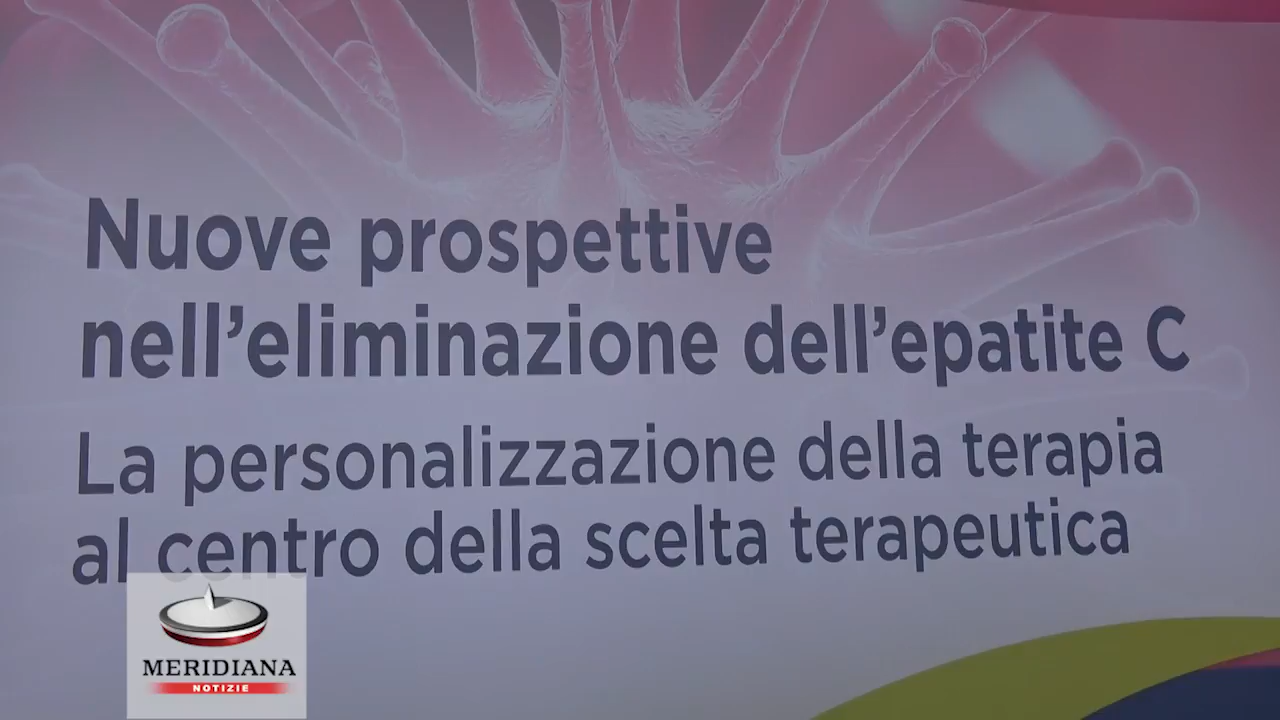 Nuove prospettive
nell’eliminazione dell’epatite C
La personalizzazione della terapia
al centro della scelta terapeutica
MERIDIANA
NOTIZIE